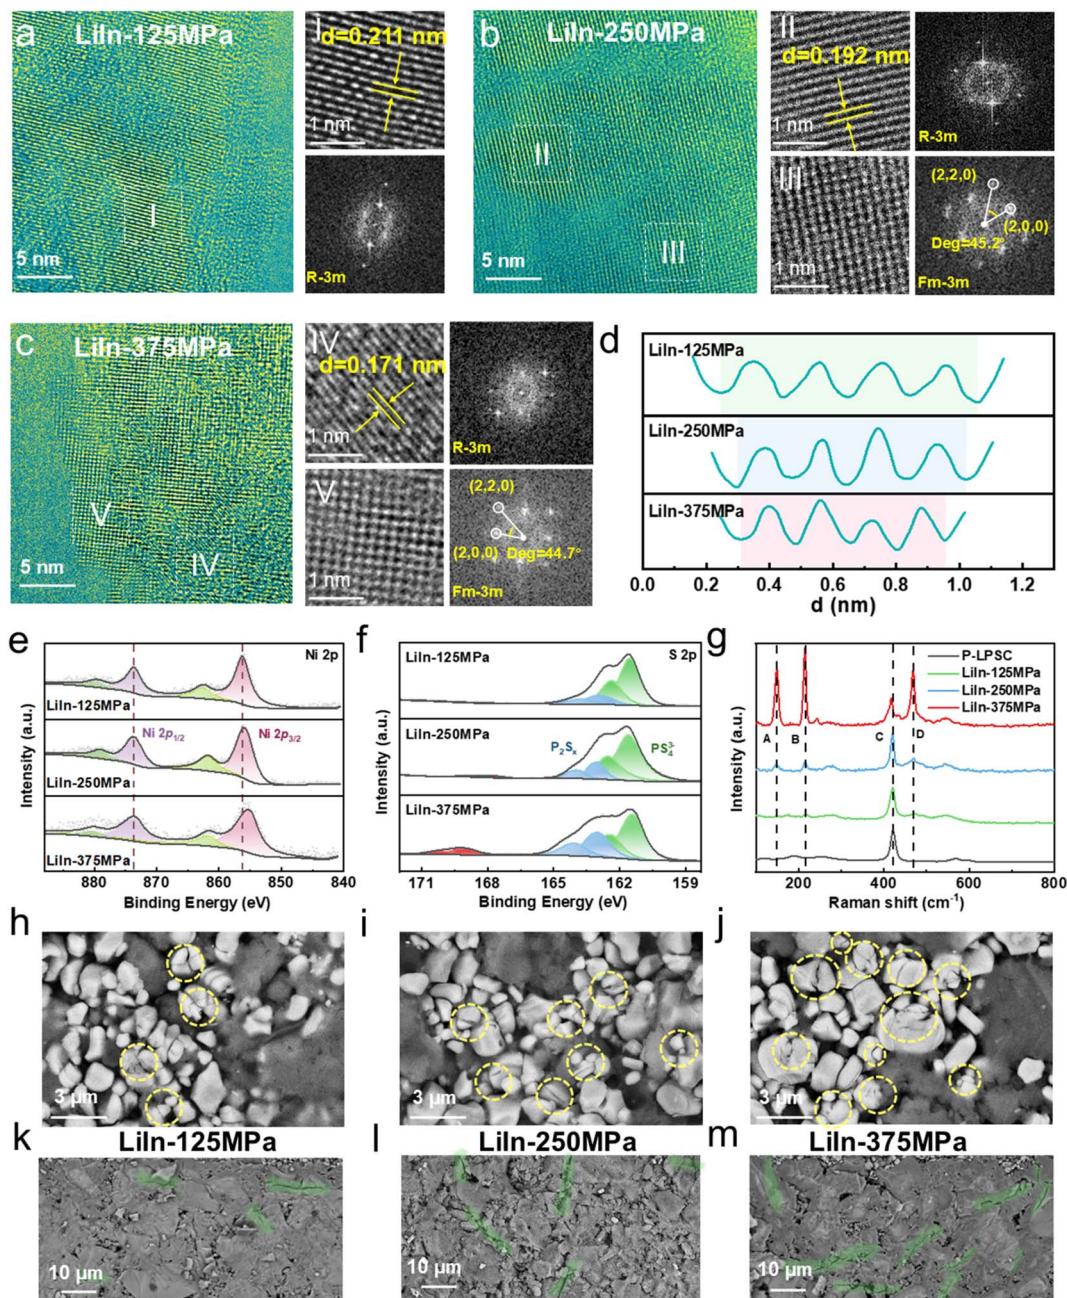 a
LiIn-125MPa
I
5 nm
I
d=0.211 nm
1 nm
R-3m
b
LiIn-250MPa
II
III
5 nm
II
d=0.192 nm
1 nm
R-3m
III
1 nm
(2,2,0)
(2,0,0)
Deg=45.2°
Fm-3m
c
LiIn-375MPa
V
IV
5 nm
IV
d=0.171 nm
1 nm
R-3m
V
1 nm
(2,2,0)
(2,0,0) Deg=44.7°
Fm-3m
d
LiIn-125MPa
LiIn-250MPa
LiIn-375MPa
0.0 0.2 0.4 0.6 0.8 1.0 1.2
d (nm)
e
Ni 2p
LiIn-125MPa
Ni 2p1/2
Ni 2p3/2
LiIn-250MPa
LiIn-375MPa
Intensity (a.u.)
880 870 860 850 840
Binding Energy (eV)
f
LiIn-125MPa
S 2p
LiIn-250MPa
P2Sx
PS4^3-
LiIn-375MPa
Intensity (a.u.)
171 168 165 162 159
Binding Energy (eV)
g
P-LPSC
LiIn-125MPa
LiIn-250MPa
LiIn-375MPa
A B C D
Intensity (a.u.)
200 400 600 800
Raman shift (cm-1)
h
3 μm
i
3 μm
j
3 μm
k
LiIn-125MPa
10 μm
l
LiIn-250MPa
10 μm
m
LiIn-375MPa
10 μm